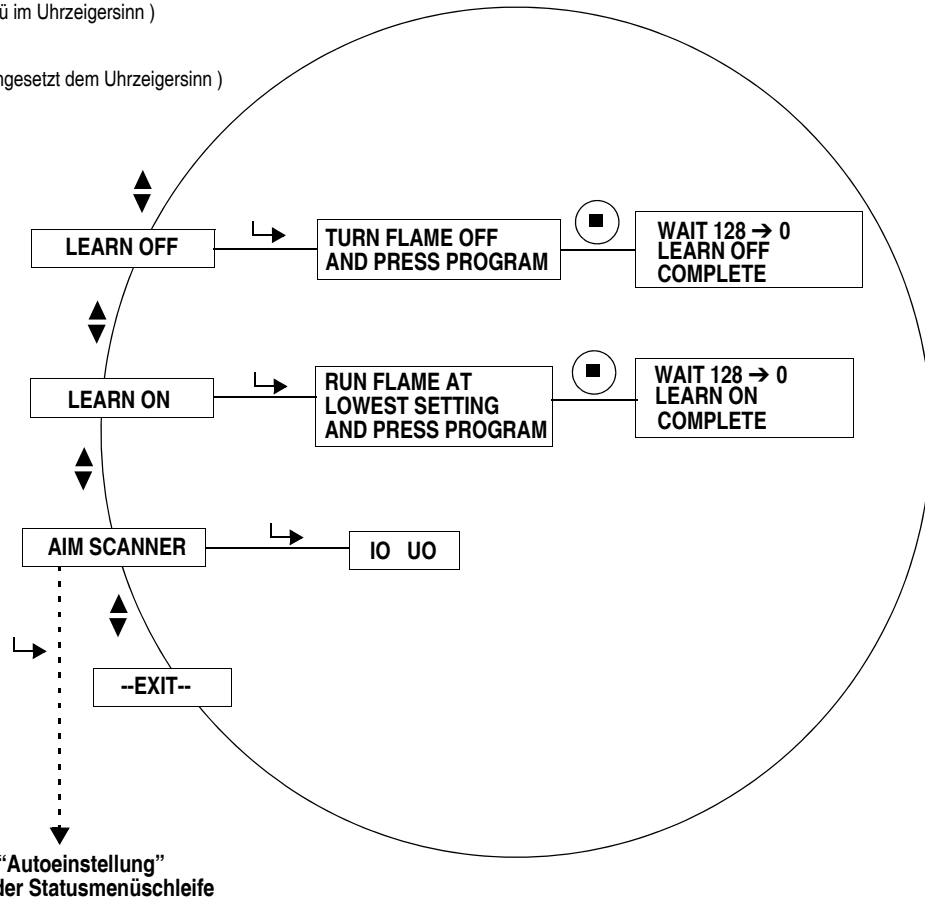 ü im Uhrzeigersinn )
ngesetzt dem Uhrzeigersinn )
LEARN OFF
TURN FLAME OFF
AND PRESS PROGRAM
WAIT 128 → 0
LEARN OFF
COMPLETE
LEARN ON
RUN FLAME AT
LOWEST SETTING
AND PRESS PROGRAM
WAIT 128 → 0
LEARN ON
COMPLETE
AIM SCANNER
IO UO
--EXIT--
“Autoeinstellung”
der Statusmenüschleife